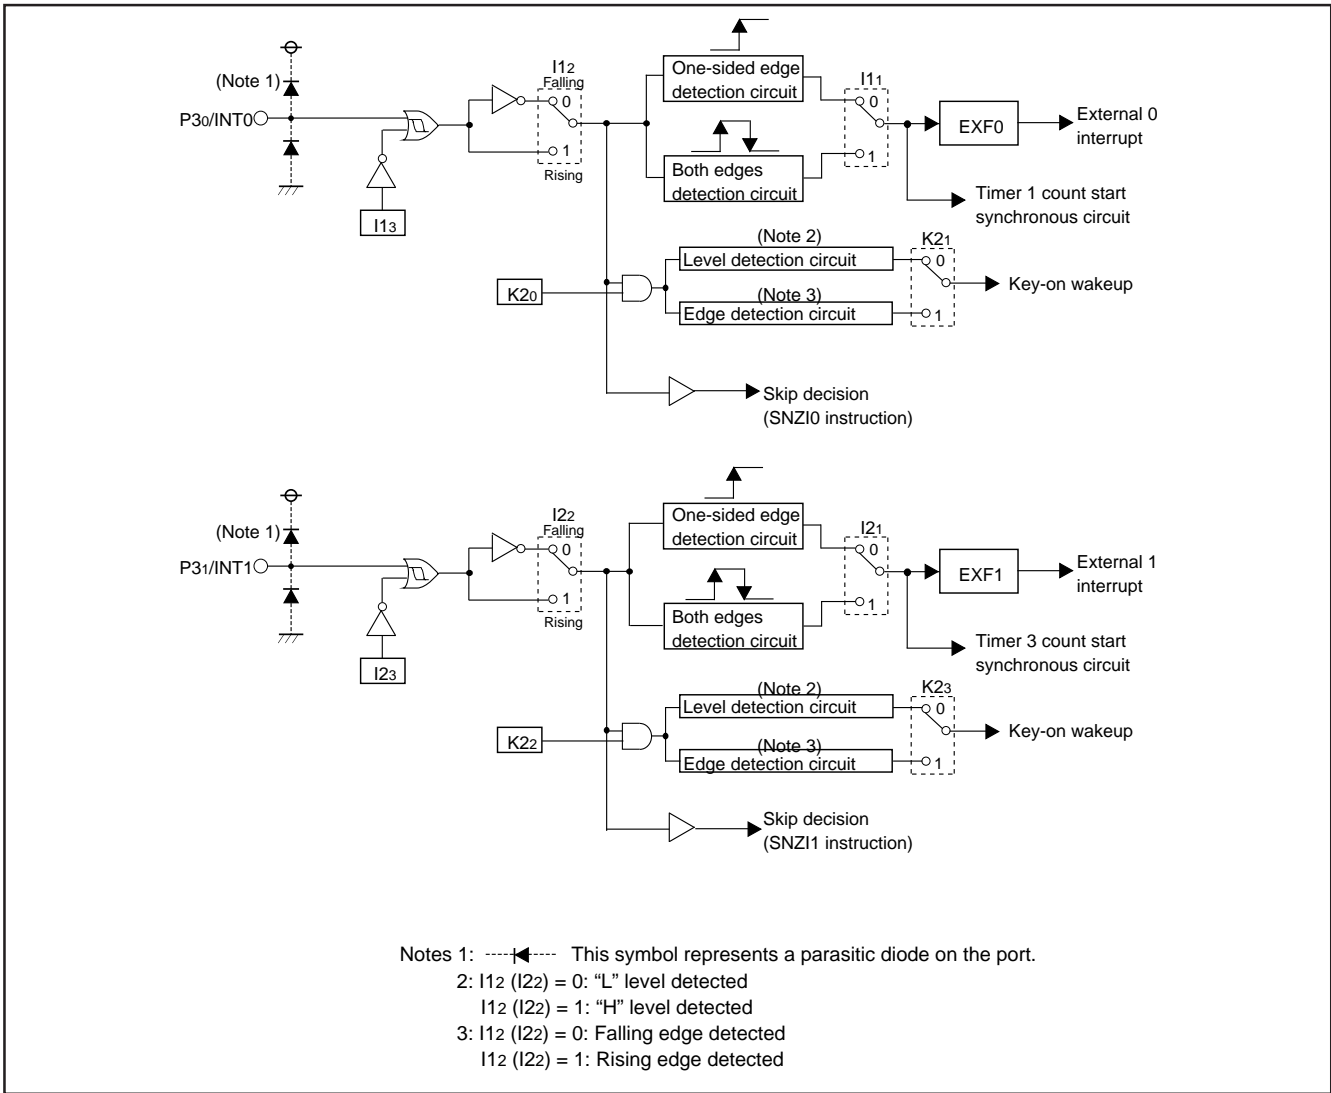 (Note 1)
P30/INT0
I13
I12
Falling
0
1
Rising
One-sided edge
detection circuit
Both edges
detection circuit
I11
0
1
EXF0
External 0
interrupt
Timer 1 count start
synchronous circuit
K20
(Note 2)
Level detection circuit
(Note 3)
Edge detection circuit
K21
0
1
Key-on wakeup
Skip decision
(SNZI0 instruction)
(Note 1)
P31/INT1
I23
I22
Falling
0
1
Rising
One-sided edge
detection circuit
Both edges
detection circuit
I21
0
1
EXF1
External 1
interrupt
Timer 3 count start
synchronous circuit
K22
(Note 2)
Level detection circuit
(Note 3)
Edge detection circuit
K23
0
1
Key-on wakeup
Skip decision
(SNZI1 instruction)
Notes 1: This symbol represents a parasitic diode on the port.
2: I12 (I22) = 0: “L” level detected
I12 (I22) = 1: “H” level detected
3: I12 (I22) = 0: Falling edge detected
I12 (I22) = 1: Rising edge detected